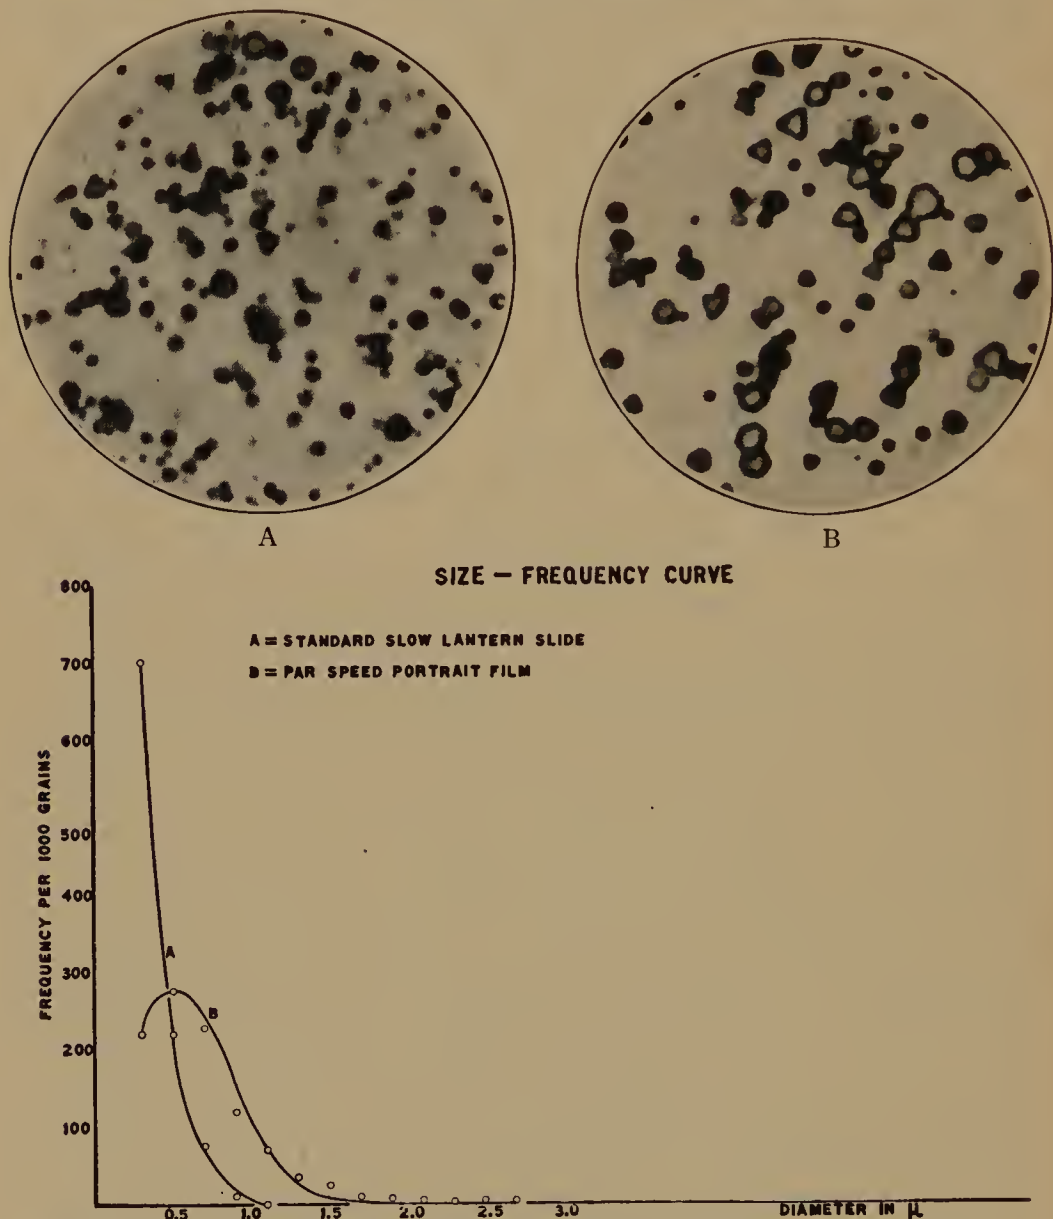 A
B
SIZE — FREQUENCY CURVE
800
A = STANDARD SLOW LANTERN SLIDE
B = PAR SPEED PORTRAIT FILM
700
600
500
400
300
200
100
FREQUENCY PER 1000 GRAINS
A
B
0.5 1.0 1.5 2.0 2.5 3.0 DIAMETER IN μ